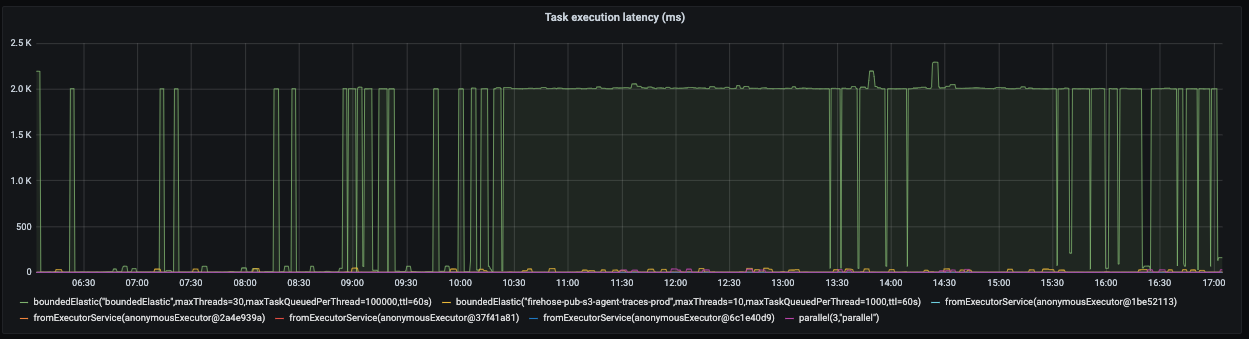 Task execution latency (ms)
2.5 K
2.0 K
1.5 K
1.0 K
500
0
06:30 07:00 07:30 08:00 08:30 09:00 09:30 10:00 10:30 11:00 11:30 12:00 12:30 13:00 13:30 14:00 14:30 15:00 15:30 16:00 16:30 17:00
boundedElastic("boundedElastic",maxThreads=30,maxTaskQueuedPerThread=100000,ttl=60s) boundedElastic("firehose-pub-s3-agent-traces-prod",maxThreads=10,maxTaskQueuedPerThread=1000,ttl=60s) fromExecutorService(anonymousExecutor@1be52113)
fromExecutorService(anonymousExecutor@2a4e939a) fromExecutorService(anonymousExecutor@37f41a81) fromExecutorService(anonymousExecutor@6c1e40d9) parallel(3,"parallel")